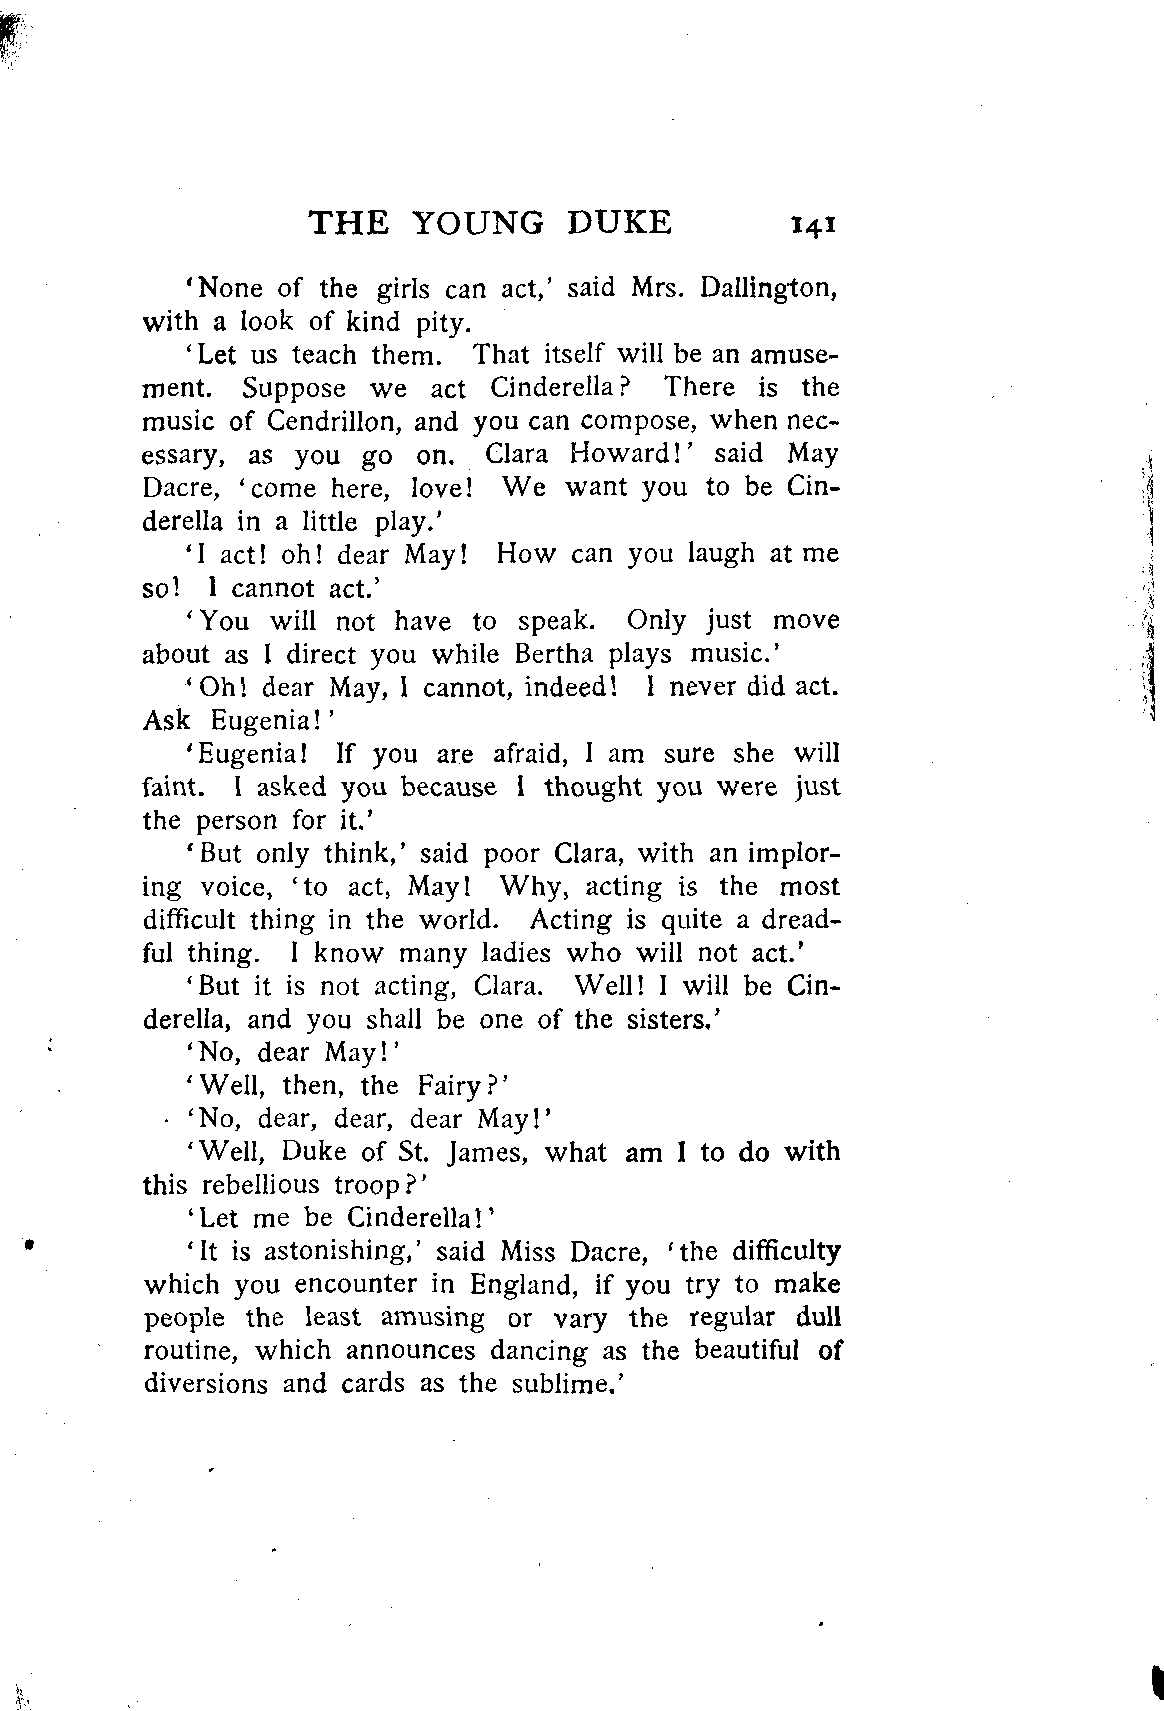 THE YOUNG DUKE 141
'None of the girls can act,' said Mrs. Dallington,
with a look of kind pity.
'Let us teach them. That itself will be an amuse-
ment. Suppose we act Cinderella? There is the
music of Cendrillon, and you can compose, when nec-
essary, as you go on. Clara Howard!' said May
Dacre, 'come here, love! We want you to be Cin-
derella in a little play.'
'I act! oh! dear May! How can you laugh at me
so! I cannot act.'
'You will not have to speak. Only just move
about as I direct you while Bertha plays music.'
'Oh! dear May, I cannot, indeed! I never did act.
Ask Eugenia!'
'Eugenia! If you are afraid, I am sure she will
faint. I asked you because I thought you were just
the person for it.'
'But only think,' said poor Clara, with an implor-
ing voice, 'to act, May! Why, acting is the most
difficult thing in the world. Acting is quite a dread-
ful thing. I know many ladies who will not act.'
'But it is not acting, Clara. Well! I will be Cin-
derella, and you shall be one of the sisters.'
'No, dear May!'
'Well, then, the Fairy?'
'No, dear, dear, dear May!'
'Well, Duke of St. James, what am I to do with
this rebellious troop?'
'Let me be Cinderella!'
'It is astonishing,' said Miss Dacre, 'the difficulty
which you encounter in England, if you try to make
people the least amusing or vary the regular dull
routine, which announces dancing as the beautiful of
diversions and cards as the sublime.'